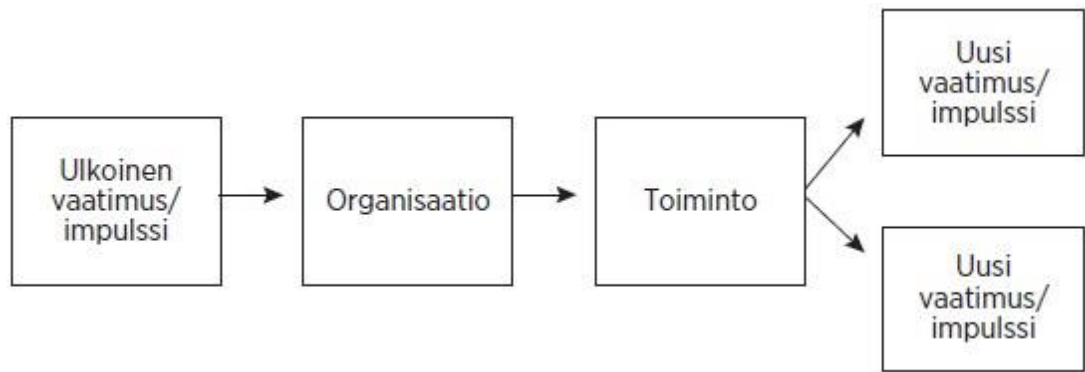 Ulkoinen
vaatimus/
impulssi
Organisaatio
Toiminto
Uusi
vaatimus/
impulssi
Uusi
vaatimus/
impulssi